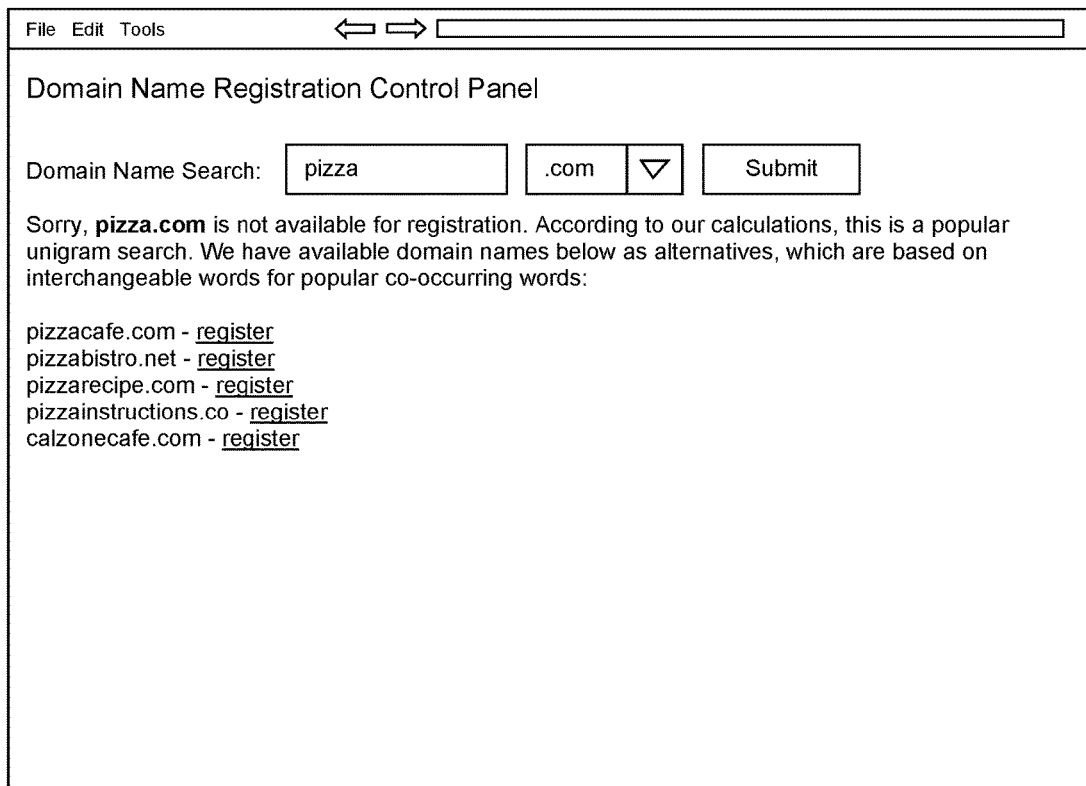 File Edit Tools
Domain Name Registration Control Panel
Domain Name Search: pizza .com Submit
Sorry, pizza.com is not available for registration. According to our calculations, this is a popular
unigram search. We have available domain names below as alternatives, which are based on
interchangeable words for popular co-occurring words:
pizzacafe.com - register
pizzabistro.net - register
pizzarecipe.com - register
pizzainstructions.co - register
calzonecafe.com - register